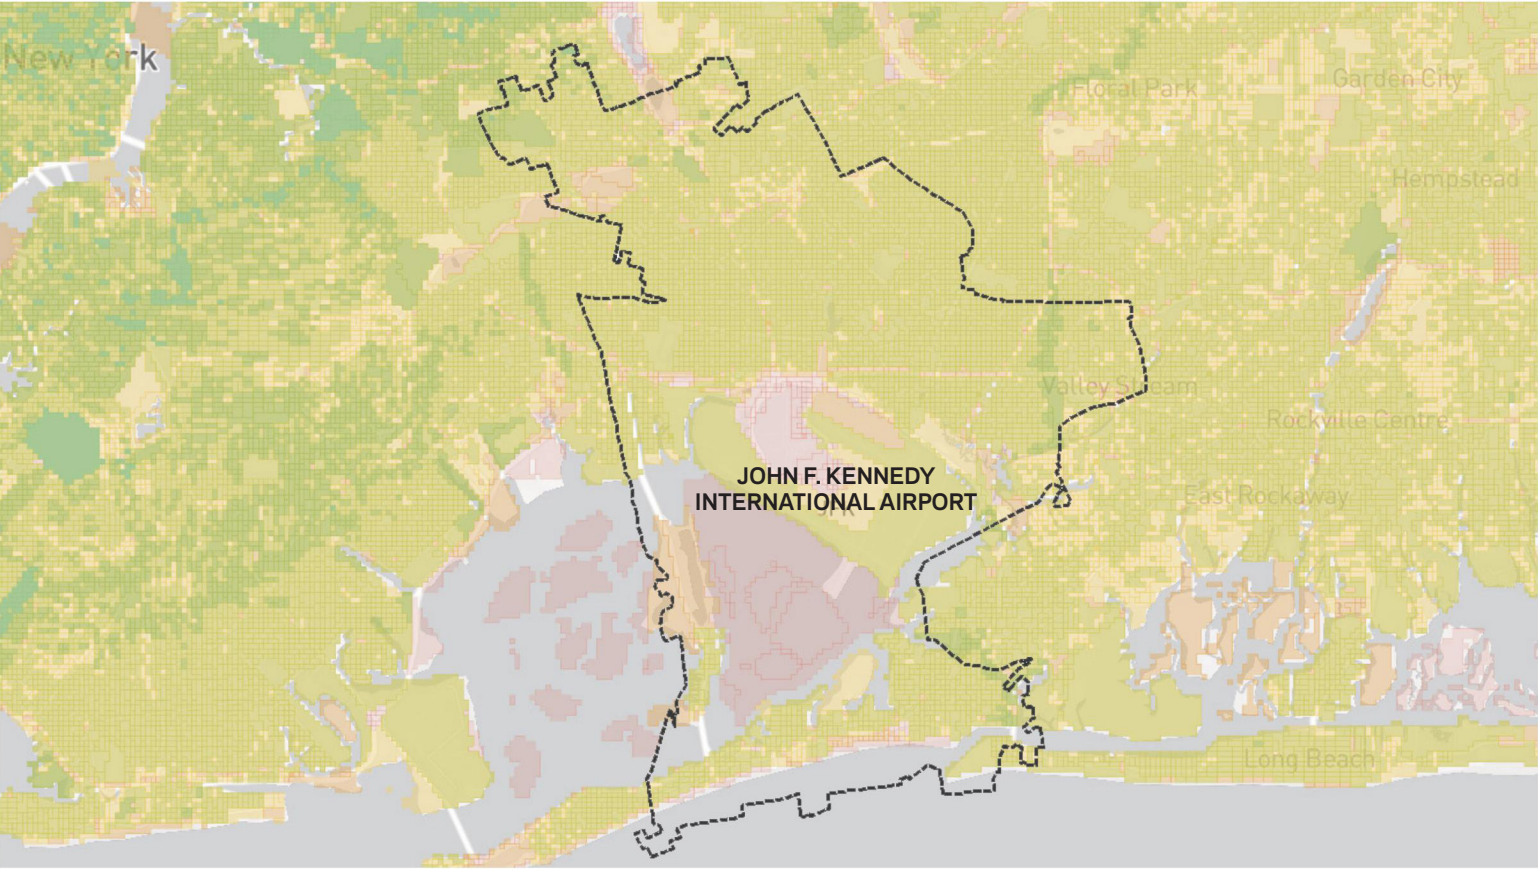 New York
Floral Park
Garden City
Hempstead
Valley Stream
Rockville Centre
JOHN F. KENNEDY
INTERNATIONAL AIRPORT
East Rockaway
Long Beach